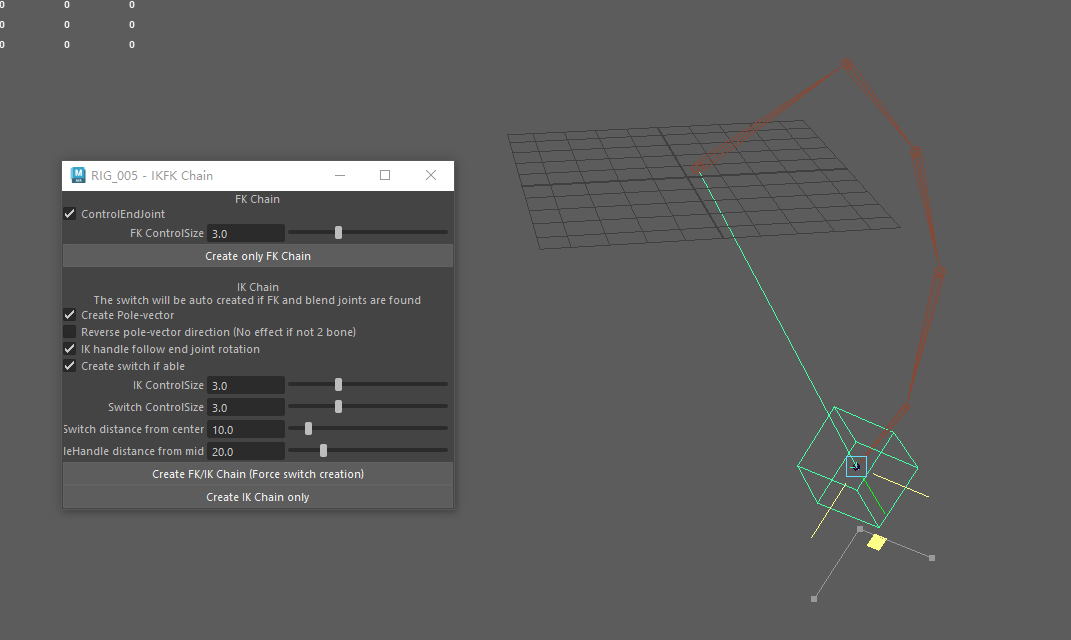 0 0 0
0 0 0
0 0 0
RIG_005 - IKFK Chain
FK Chain
ControlEndJoint
FK ControlSize 3.0
Create only FK Chain
IK Chain
The switch will be auto created if FK and blend joints are found
Create Pole-vector
Reverse pole-vector direction (No effect if not 2 bone)
IK handle follow end joint rotation
Create switch if able
IK ControlSize 3.0
Switch ControlSize 3.0
Switch distance from center 10.0
leHandle distance from mid 20.0
Create FK/IK Chain (Force switch creation)
Create IK Chain only